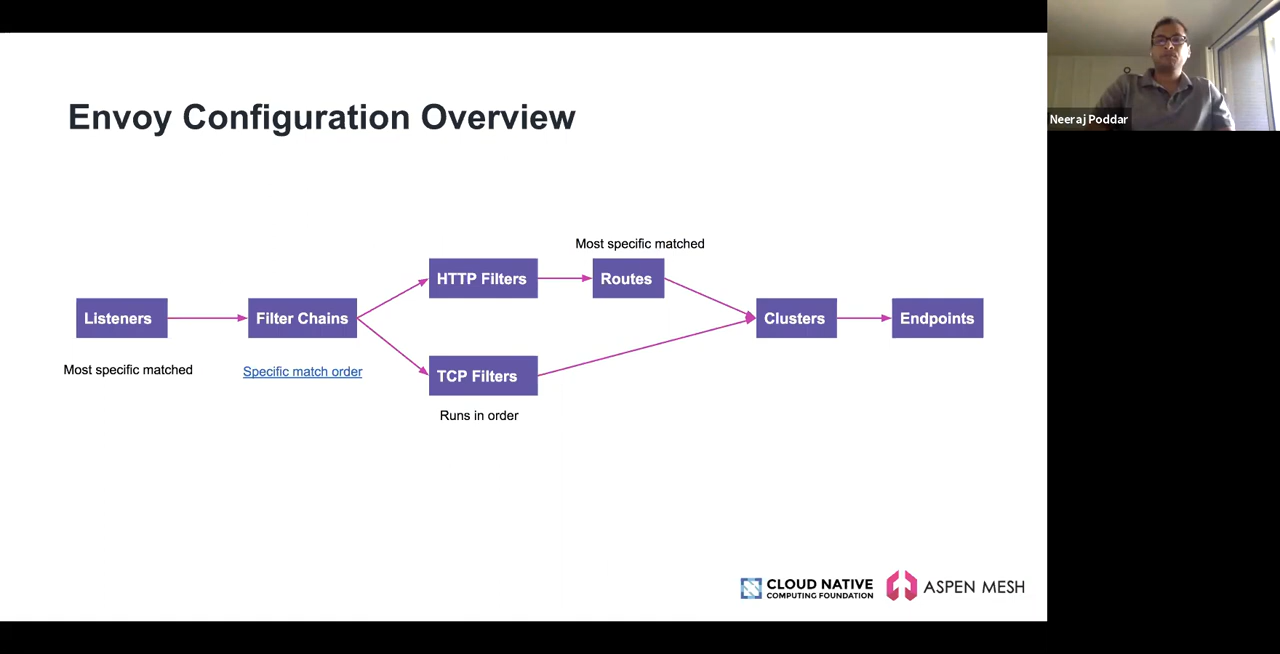 Neeraj Poddar
Envoy Configuration Overview
Most specific matched
HTTP Filters
Routes
Listeners
Filter Chains
Clusters
Endpoints
Most specific matched
Specific match order
TCP Filters
Runs in order
CLOUD NATIVE
COMPUTING FOUNDATION
ASPEN MESH